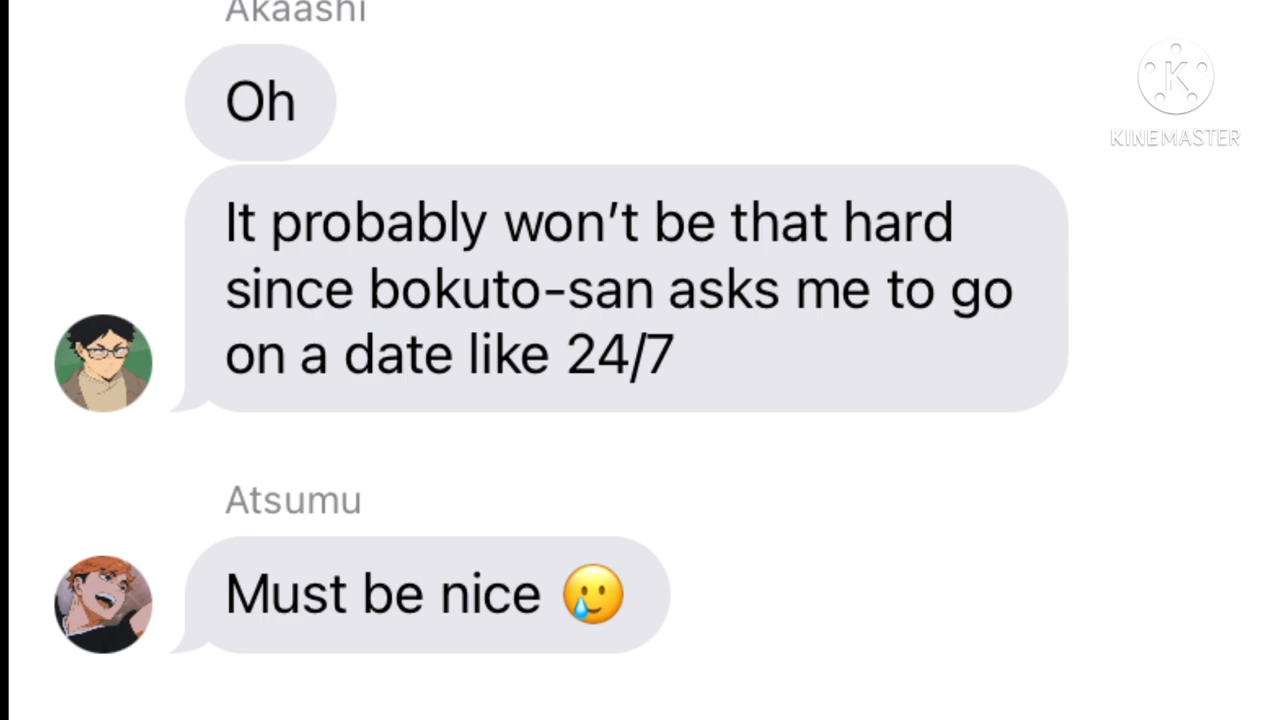 Akaashi
Oh
It probably won't be that hard
since bokuto-san asks me to go
on a date like 24/7
Atsumu
Must be nice 🥲
K
KINEMASTER